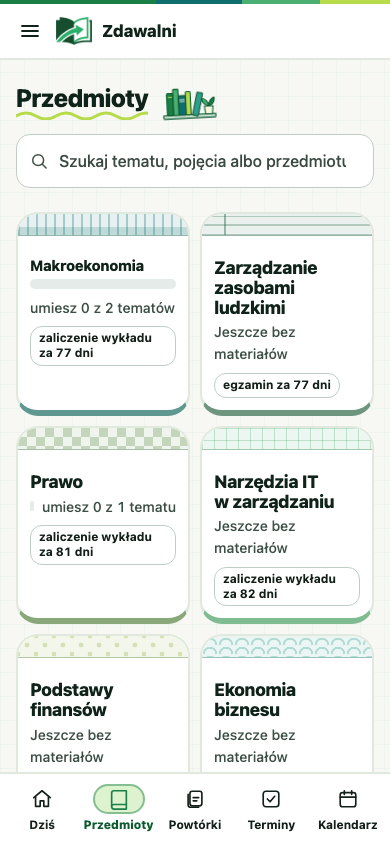 Zdawalni
Przedmioty
Szukaj tematu, pojęcia albo przedmiotu
Makroekonomia
umiesz 0 z 2 tematów
zaliczenie wykładu
za 77 dni
Zarządzanie
zasobami
ludzkimi
Jeszcze bez
materiałów
egzamin za 77 dni
Prawo
umiesz 0 z 1 tematu
zaliczenie wykładu
za 81 dni
Narzędzia IT
w zarządzaniu
Jeszcze bez
materiałów
zaliczenie wykładu
za 82 dni
Podstawy
finansów
Jeszcze bez
materiałów
Ekonomia
biznesu
Jeszcze bez
materiałów
Dziś
Przedmioty
Powtórki
Terminy
Kalendarz